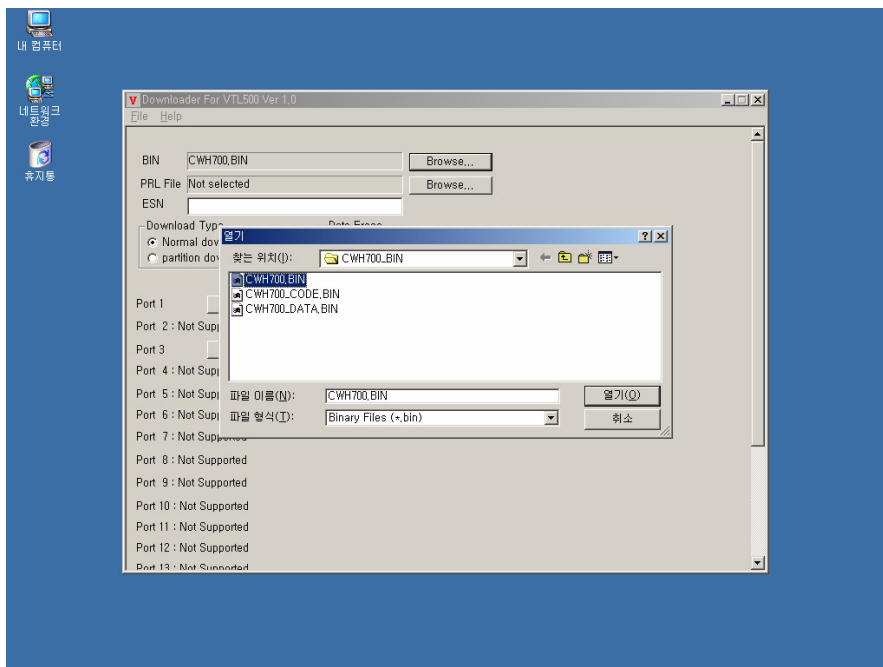 내 컴퓨터
네트워크
환경
휴지통
Downloader For VTL500 Ver 1.0
File Help
BIN CWH700.BIN Browse...
PRL File Not selected Browse...
ESN
Download Type Data Erase
Normal dow
partition dow
Port 1
Port 2 : Not Supp
Port 3
Port 4 : Not Supp
Port 5 : Not Supp
Port 6 : Not Supp
Port 7 : Not Supported
Port 8 : Not Supported
Port 9 : Not Supported
Port 10 : Not Supported
Port 11 : Not Supported
Port 12 : Not Supported
Port 13 : Not Supported
열기
찾는 위치(I): CWH700_BIN
CWH700.BIN
CWH700_CODE.BIN
CWH700_DATA.BIN
파일 이름(N): CWH700.BIN 열기(O)
파일 형식(T): Binary Files (*.bin) 취소